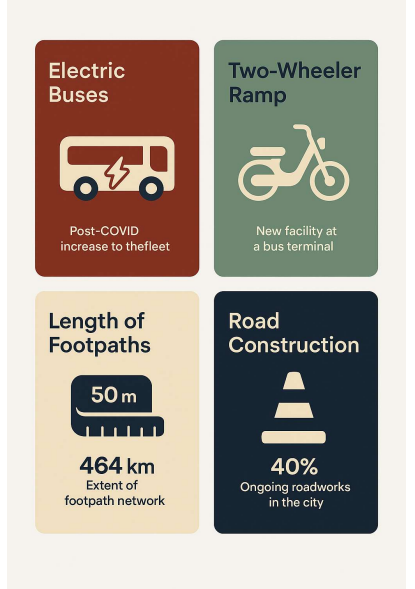 Electric
Buses
Post-COVID
increase to thefleet
Two-Wheeler
Ramp
New facility at
a bus terminal
Length of
Footpaths
50 m
464 km
Extent of
footpath network
Road
Construction
40%
Ongoing roadworks
in the city